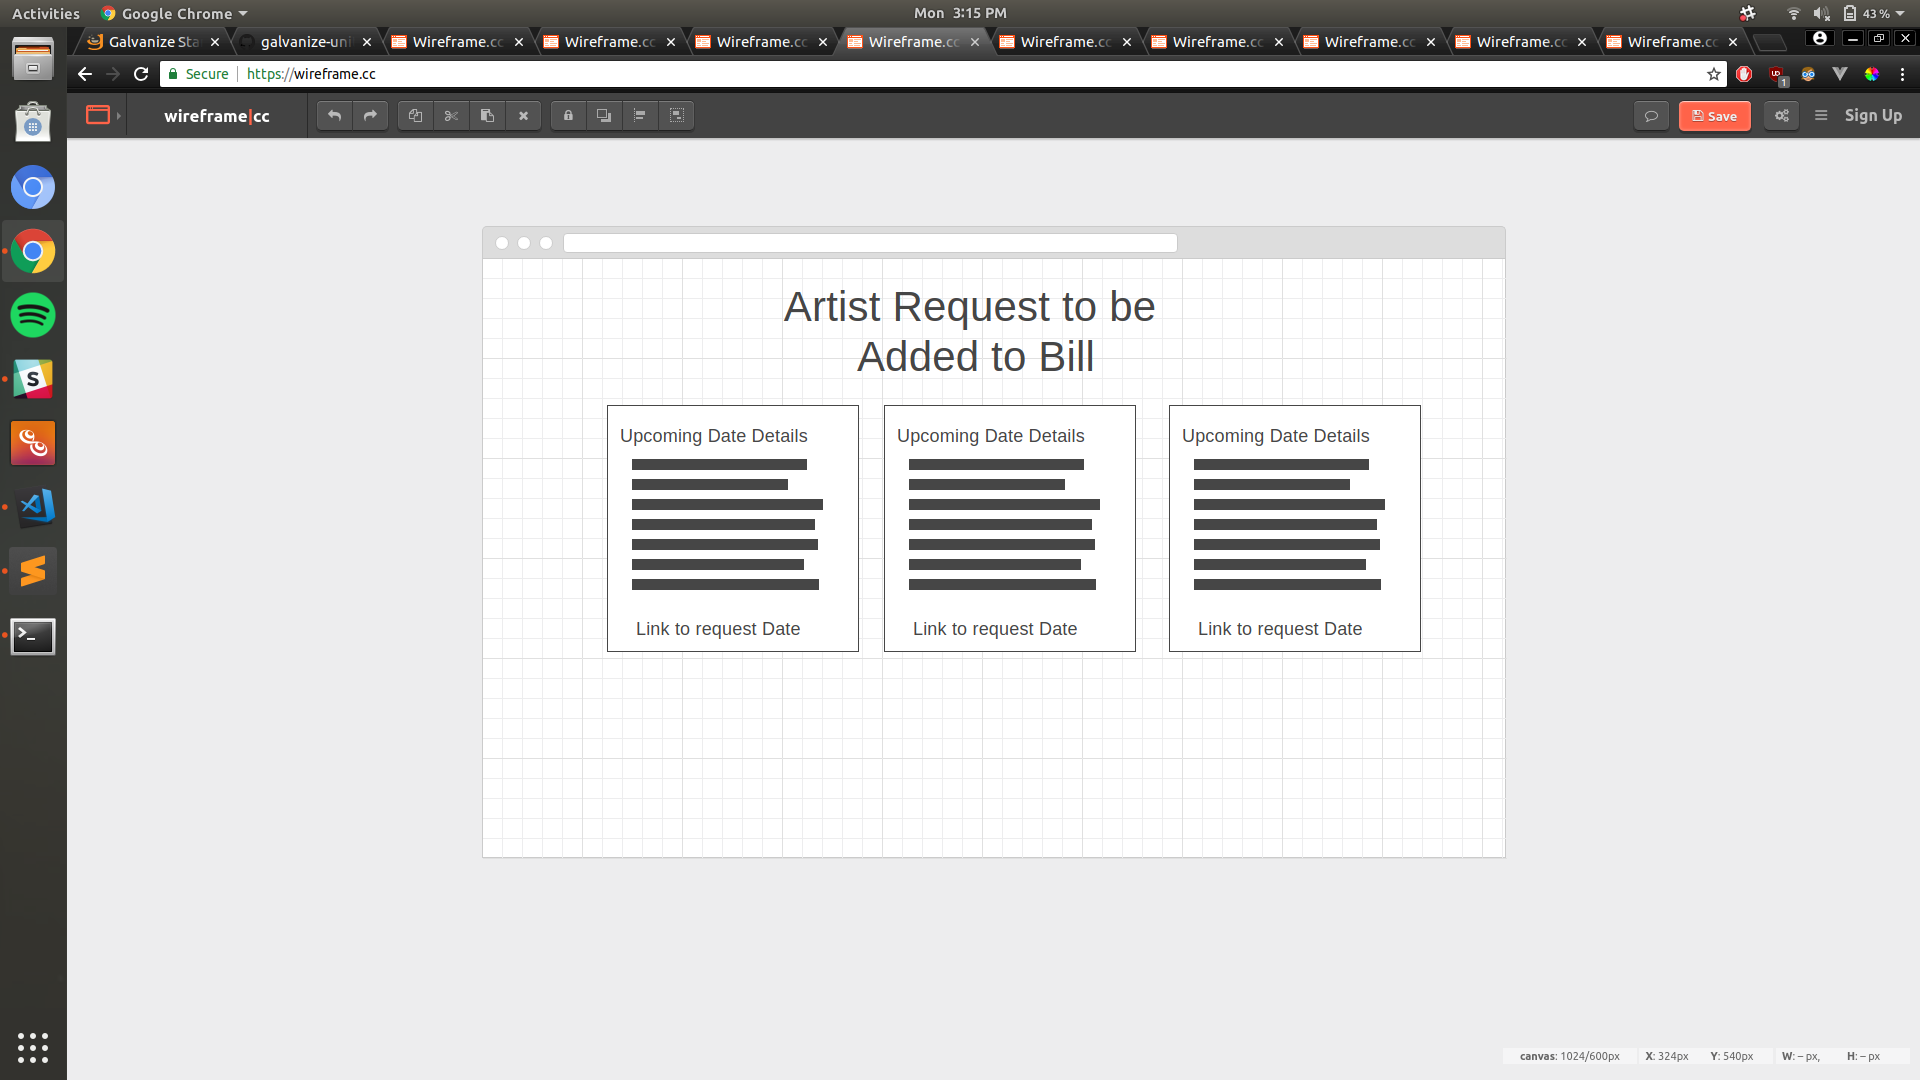 Activities Google Chrome Mon 3:15 PM 43 %
Galvanize Sta galvanize-uni Wireframe.cc Wireframe.cc Wireframe.cc Wireframe.cc Wireframe.cc Wireframe.cc Wireframe.cc Wireframe.cc Wireframe.cc
Secure https://wireframe.cc 1
wireframe|cc Save Sign Up
Artist Request to be
Added to Bill
Upcoming Date Details Upcoming Date Details Upcoming Date Details
Link to request Date Link to request Date Link to request Date
canvas: 1024/600px X: 324px Y: 540px W: – px, H: – px